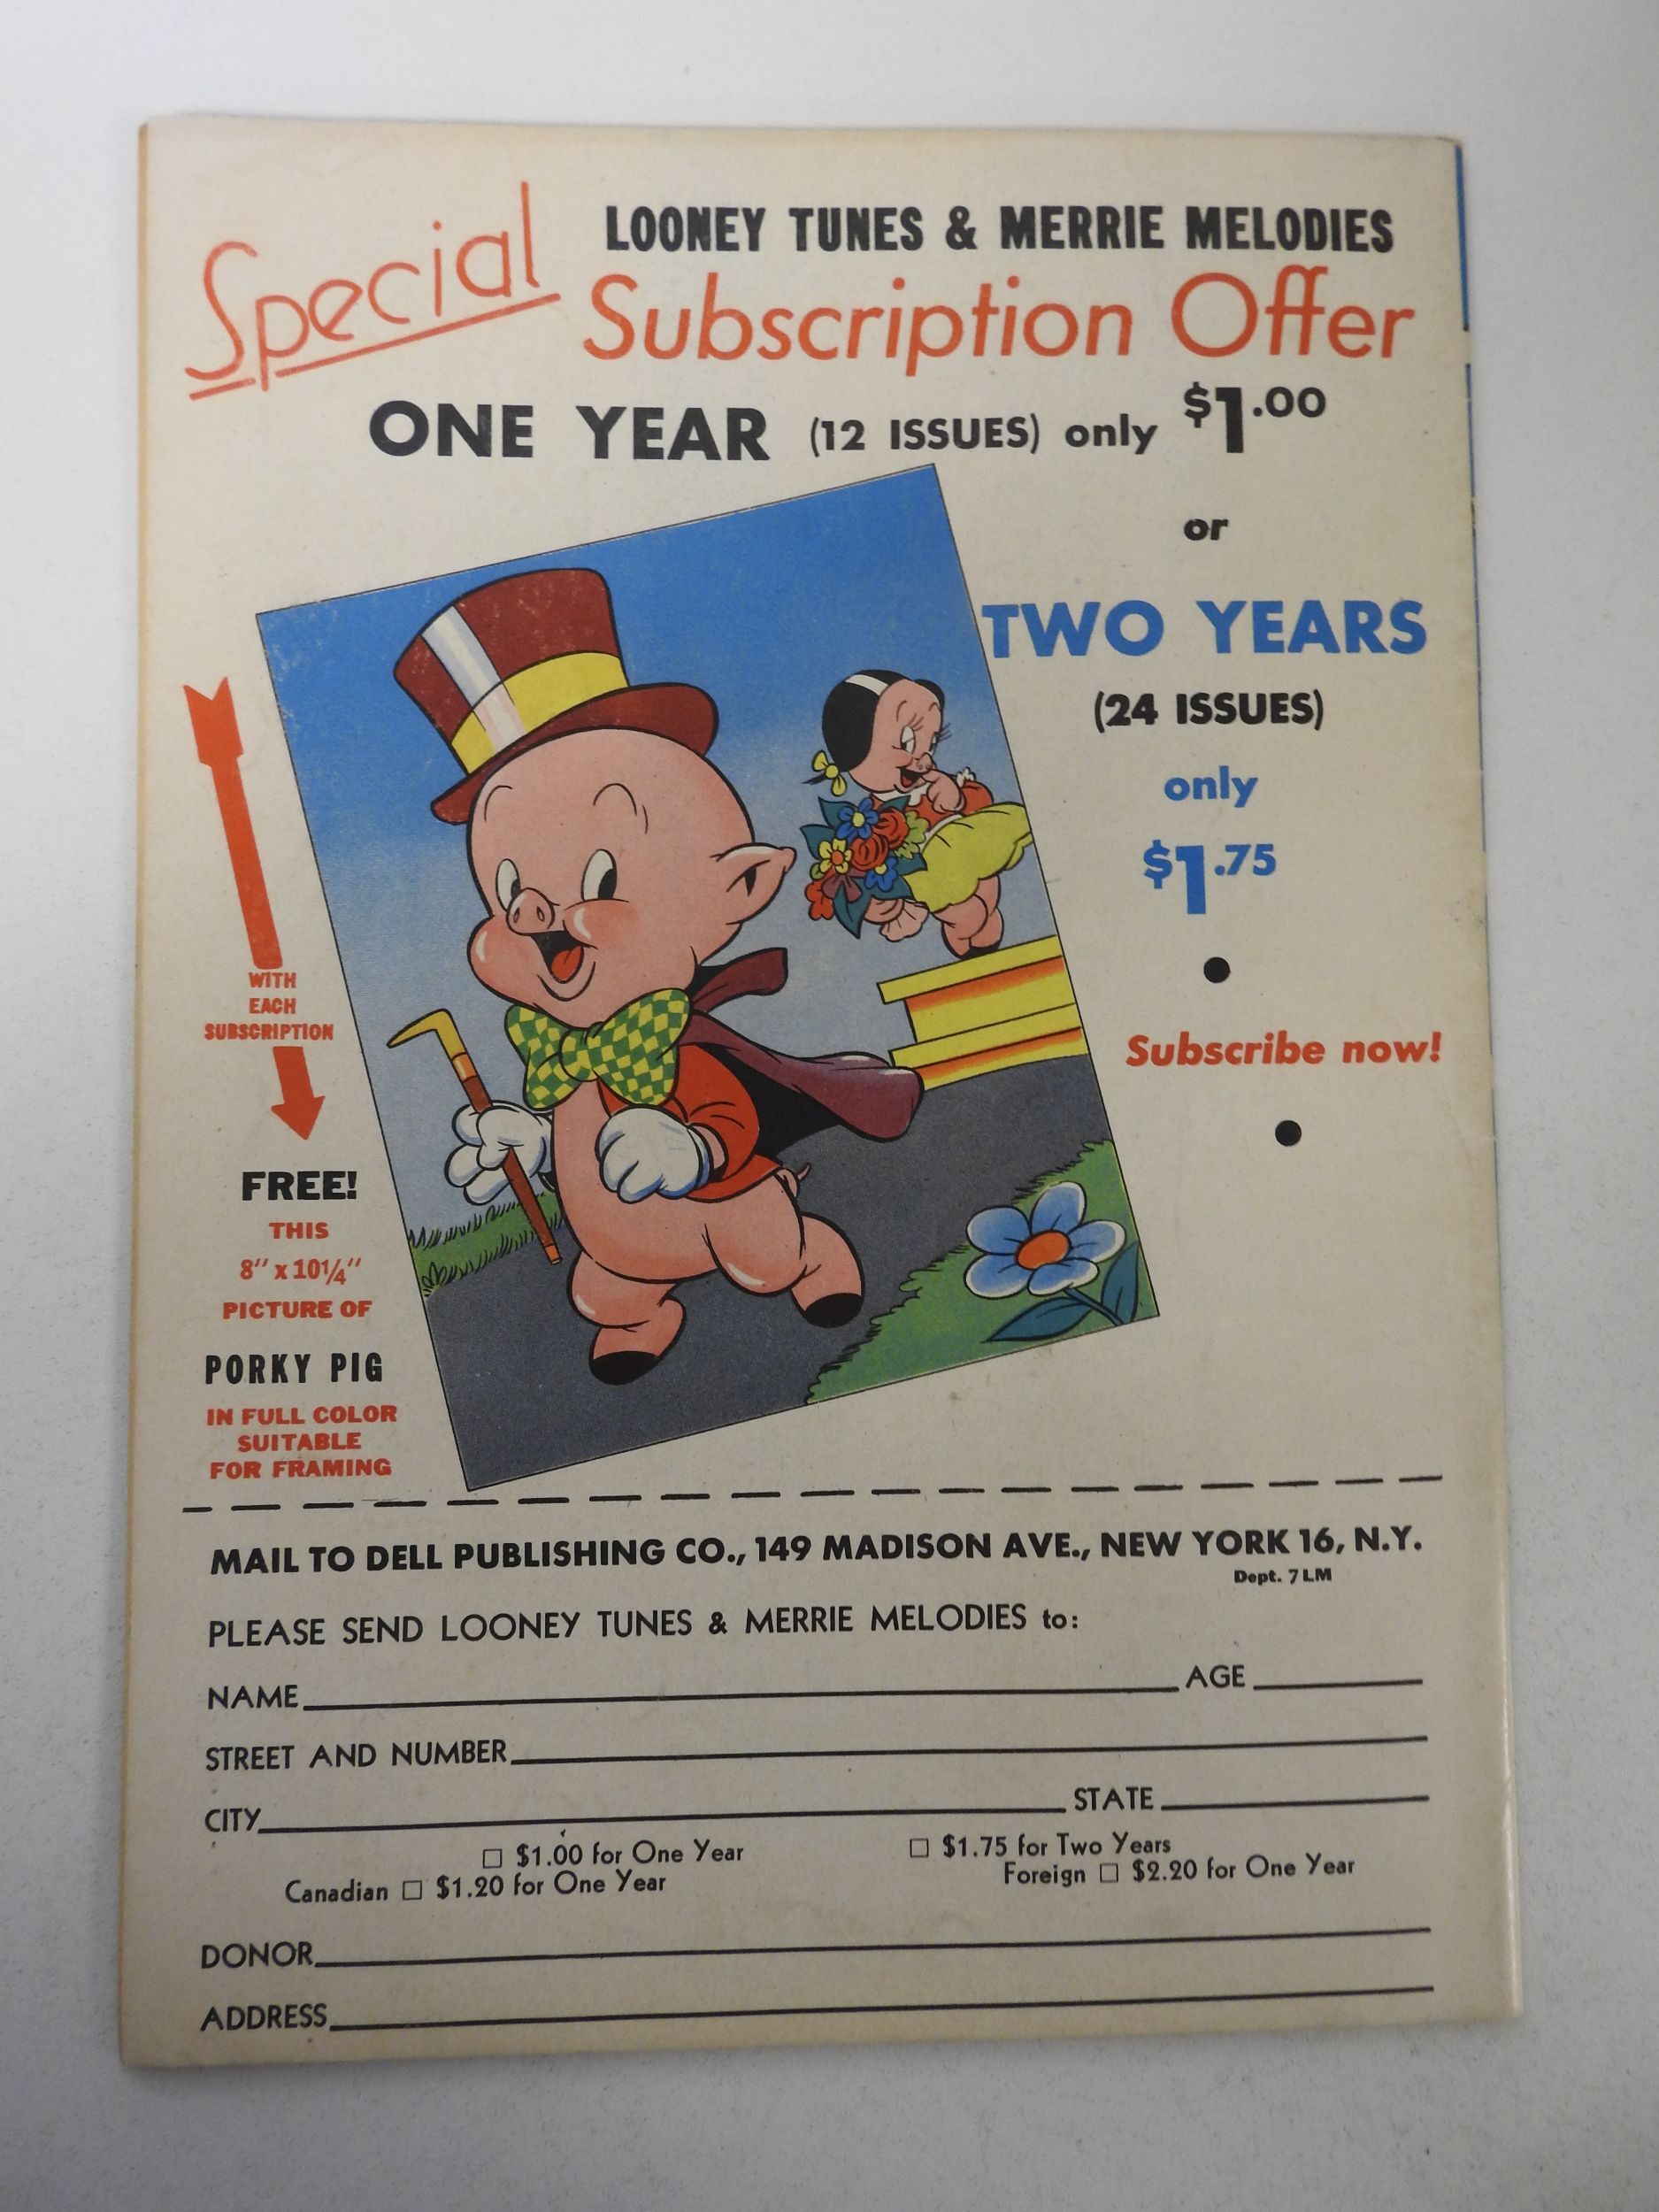 Special
LOONEY TUNES & MERRIE MELODIES
Subscription Offer
ONE YEAR (12 ISSUES) only $1.00
or
TWO YEARS
(24 ISSUES)
only
$1.75
Subscribe now!
WITH
EACH
SUBSCRIPTION
FREE!
THIS
8" x 10¼"
PICTURE OF
PORKY PIG
IN FULL COLOR
SUITABLE
FOR FRAMING
MAIL TO DELL PUBLISHING CO., 149 MADISON AVE., NEW YORK 16, N.Y.
Dept. 7LM
PLEASE SEND LOONEY TUNES & MERRIE MELODIES to:
NAME AGE
STREET AND NUMBER
CITY STATE
□ $1.00 for One Year □ $1.75 for Two Years
Canadian □ $1.20 for One Year Foreign □ $2.20 for One Year
DONOR
ADDRESS